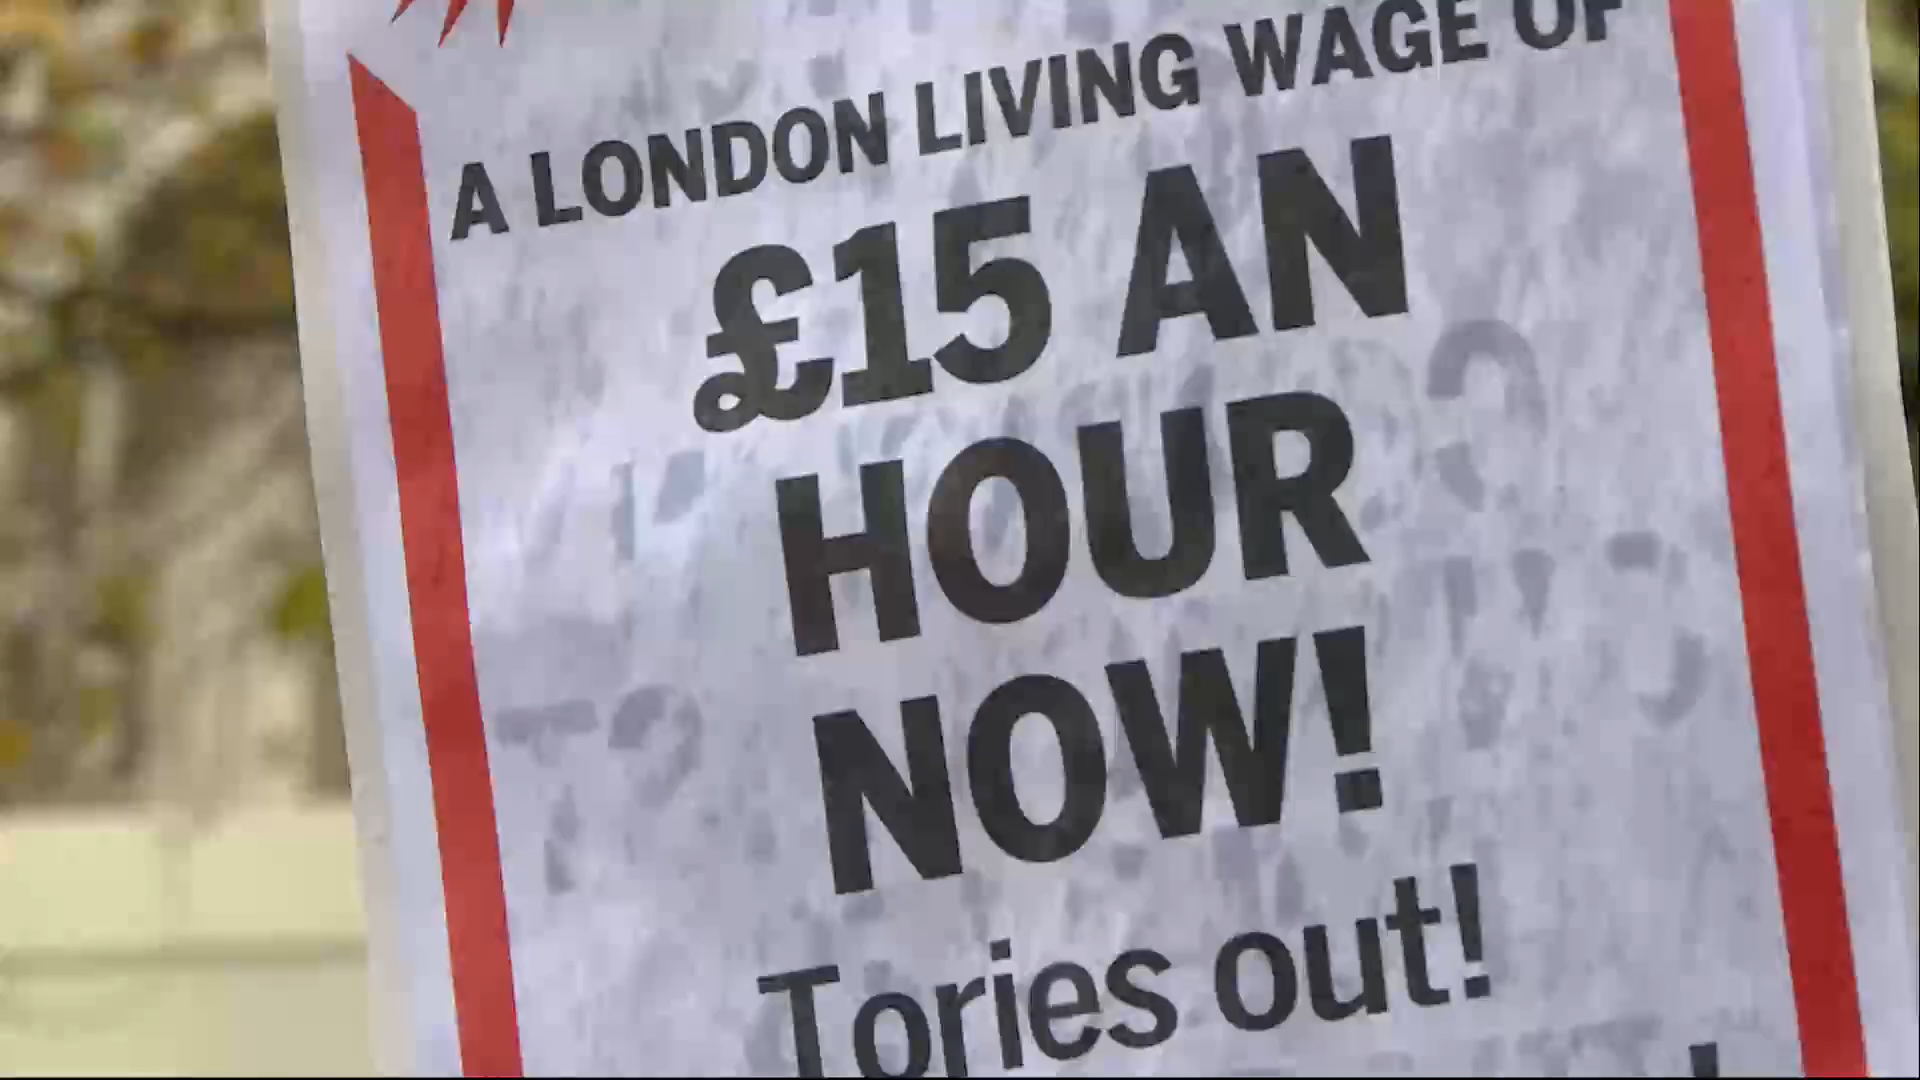 A LONDON LIVING WAGE OF
£15 AN
HOUR
NOW!
Tories out!